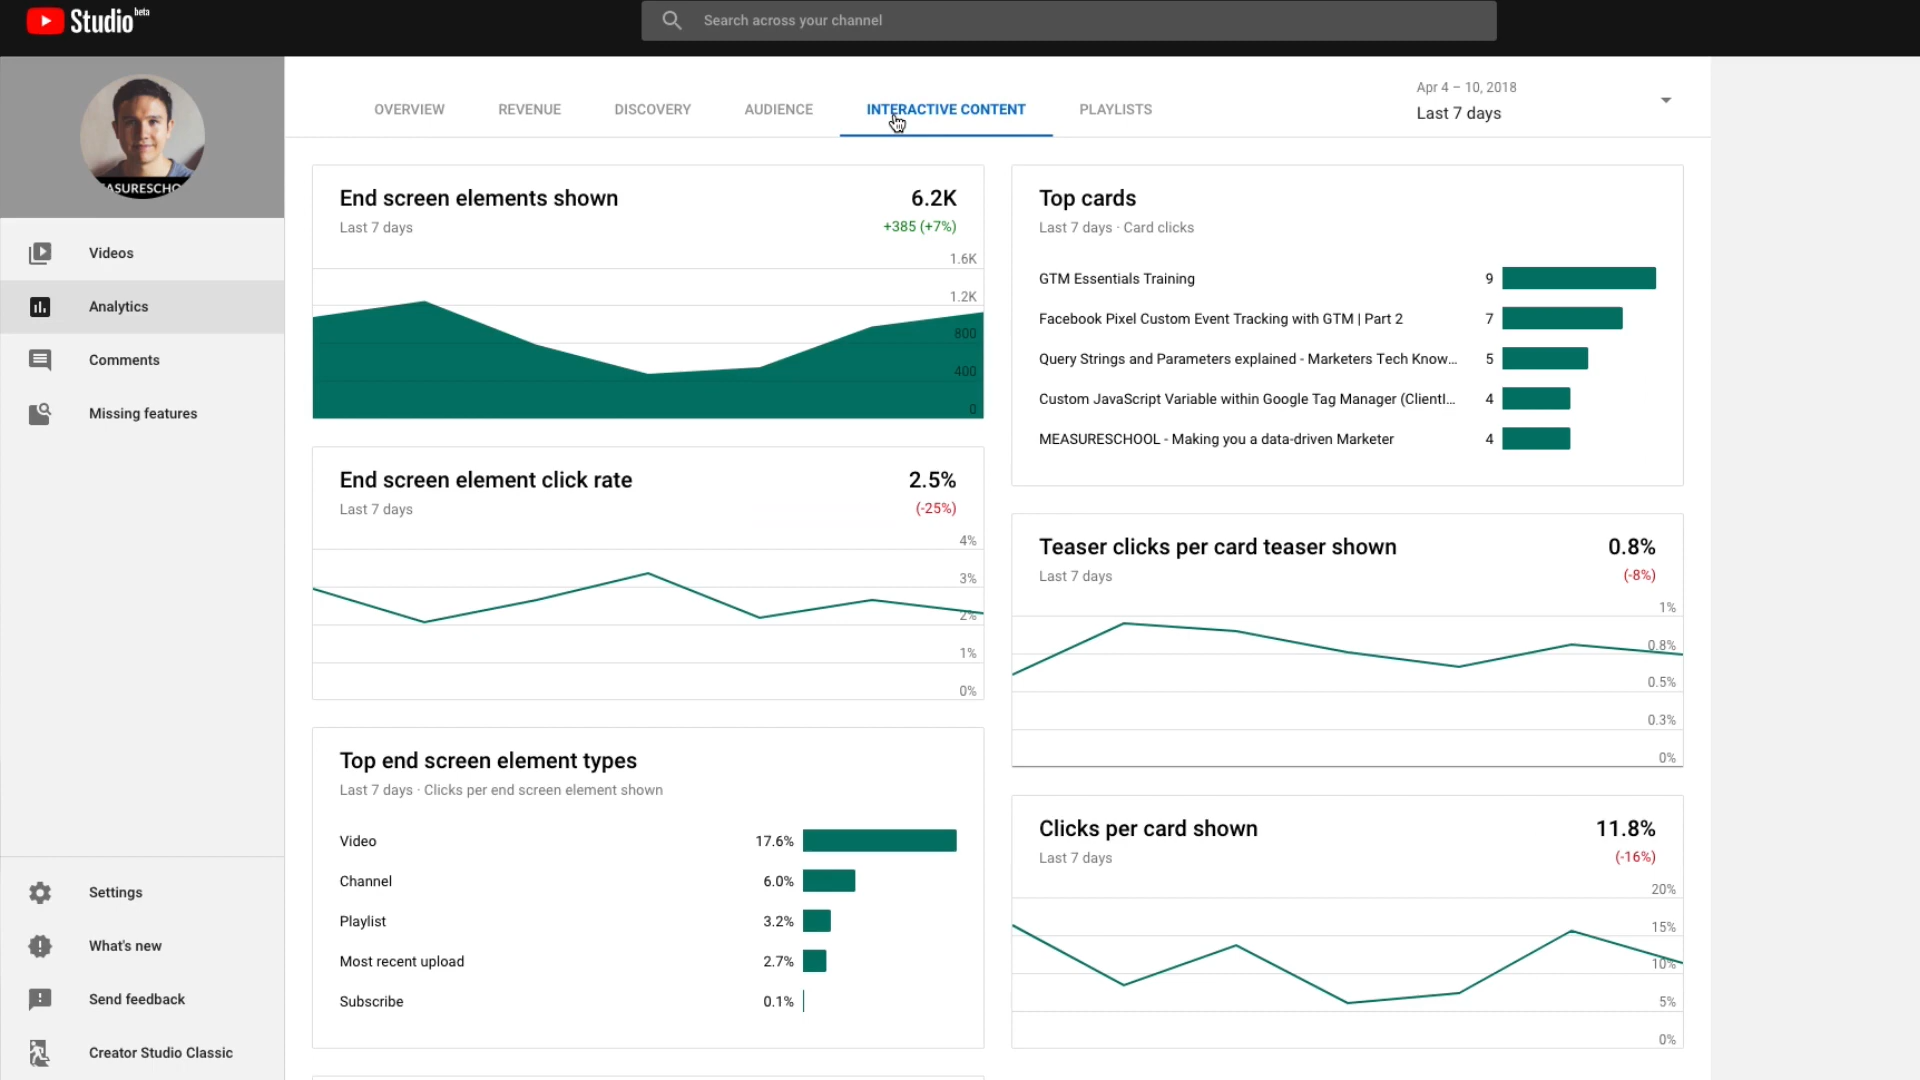 Studio beta
Search across your channel
ASURESCHO
Videos
Analytics
Comments
Missing features
Settings
What's new
Send feedback
Creator Studio Classic
OVERVIEW REVENUE DISCOVERY AUDIENCE INTERACTIVE CONTENT PLAYLISTS
Apr 4 – 10, 2018
Last 7 days
End screen elements shown 6.2K
Last 7 days +385 (+7%)
1.6K
1.2K
800
400
0
End screen element click rate 2.5%
Last 7 days (-25%)
4%
3%
2%
1%
0%
Top end screen element types
Last 7 days · Clicks per end screen element shown
Video 17.6%
Channel 6.0%
Playlist 3.2%
Most recent upload 2.7%
Subscribe 0.1%
Top cards
Last 7 days · Card clicks
GTM Essentials Training 9
Facebook Pixel Custom Event Tracking with GTM | Part 2 7
Query Strings and Parameters explained - Marketers Tech Know... 5
Custom JavaScript Variable within Google Tag Manager (ClientI... 4
MEASURESCHOOL - Making you a data-driven Marketer 4
Teaser clicks per card teaser shown 0.8%
Last 7 days (-8%)
1%
0.8%
0.5%
0.3%
0%
Clicks per card shown 11.8%
Last 7 days (-16%)
20%
15%
10%
5%
0%